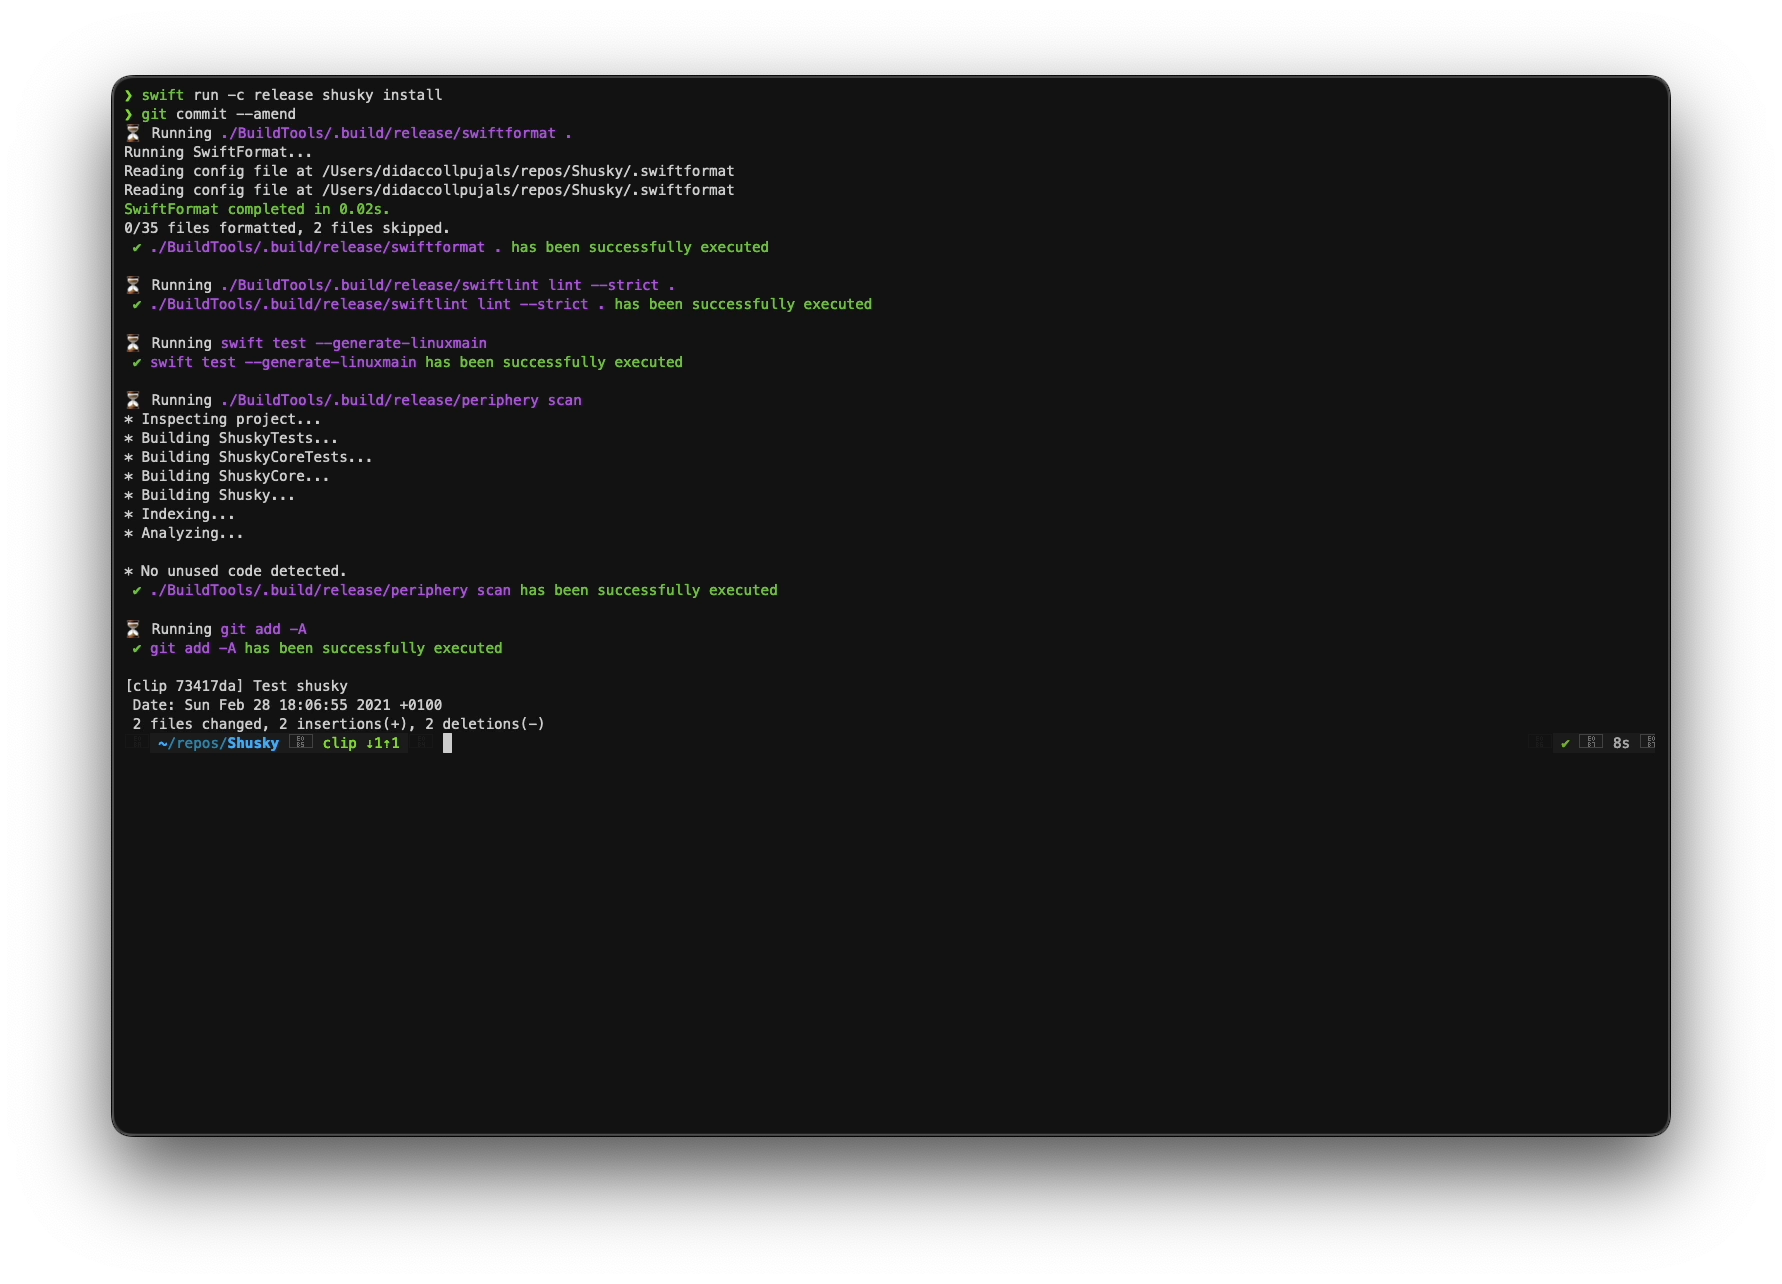 ❯ swift run -c release shusky install
❯ git commit --amend
⏳ Running ./BuildTools/.build/release/swiftformat .
Running SwiftFormat...
Reading config file at /Users/didaccollpujals/repos/Shusky/.swiftformat
Reading config file at /Users/didaccollpujals/repos/Shusky/.swiftformat
SwiftFormat completed in 0.02s.
0/35 files formatted, 2 files skipped.
✔ ./BuildTools/.build/release/swiftformat . has been successfully executed
⏳ Running ./BuildTools/.build/release/swiftlint lint --strict .
✔ ./BuildTools/.build/release/swiftlint lint --strict . has been successfully executed
⏳ Running swift test --generate-linuxmain
✔ swift test --generate-linuxmain has been successfully executed
⏳ Running ./BuildTools/.build/release/periphery scan
* Inspecting project...
* Building ShuskyTests...
* Building ShuskyCoreTests...
* Building ShuskyCore...
* Building Shusky...
* Indexing...
* Analyzing...
* No unused code detected.
✔ ./BuildTools/.build/release/periphery scan has been successfully executed
⏳ Running git add -A
✔ git add -A has been successfully executed
[clip 73417da] Test shusky
Date: Sun Feb 28 18:06:55 2021 +0100
2 files changed, 2 insertions(+), 2 deletions(-)
~/repos/Shusky clip ↓1↑1 ✔ 8s